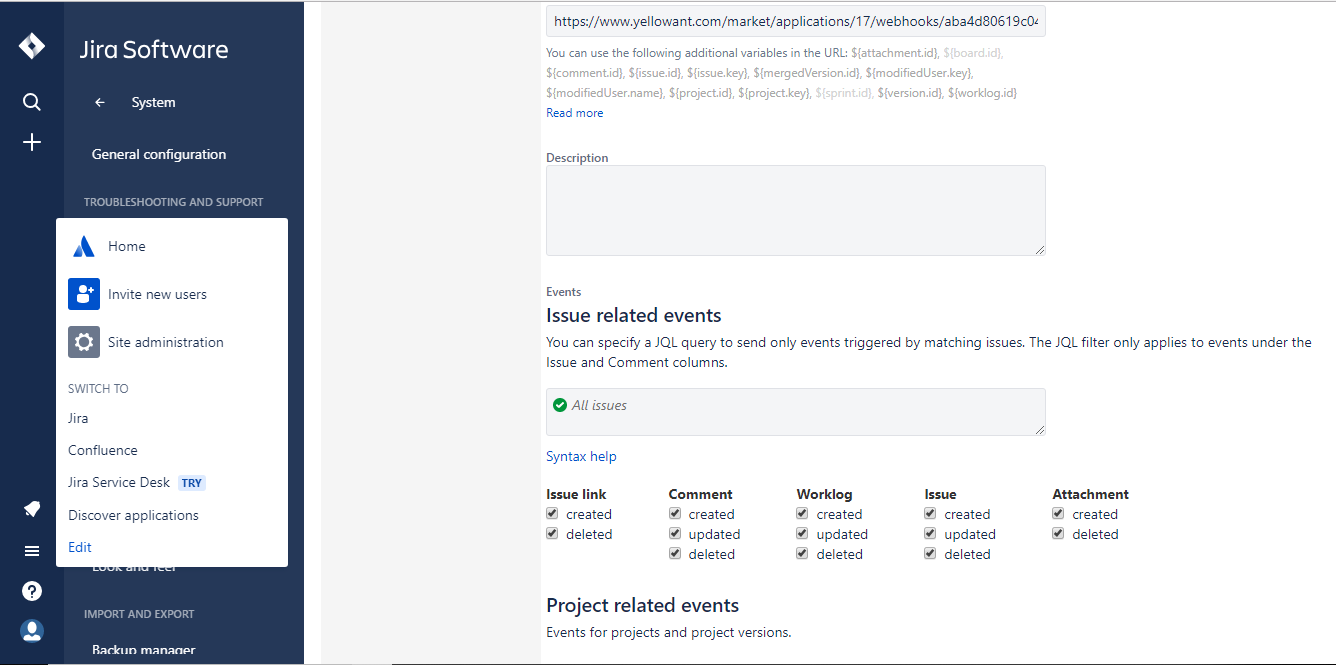 Jira Software
System
General configuration
TROUBLESHOOTING AND SUPPORT
Home
Invite new users
Site administration
SWITCH TO
Jira
Confluence
Jira Service Desk TRY
Discover applications
Edit
Look and feel
IMPORT AND EXPORT
Backup manager
https://www.yellowant.com/market/applications/17/webhooks/aba4d80619c04
You can use the following additional variables in the URL: ${attachment.id}, ${board.id},
${comment.id}, ${issue.id}, ${issue.key}, ${mergedVersion.id}, ${modifiedUser.key},
${modifiedUser.name}, ${project.id}, ${project.key}, ${sprint.id}, ${version.id}, ${worklog.id}
Read more
Description
Events
Issue related events
You can specify a JQL query to send only events triggered by matching issues. The JQL filter only applies to events under the
Issue and Comment columns.
All issues
Syntax help
Issue link Comment Worklog Issue Attachment
created created created created created
deleted updated updated updated deleted
deleted deleted deleted
Project related events
Events for projects and project versions.